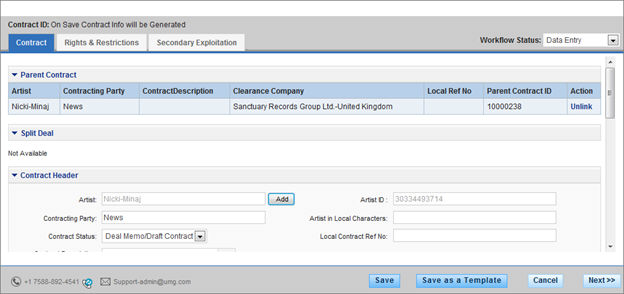 Contract ID: On Save Contract Info will be Generated
Contract Rights & Restrictions Secondary Exploitation Workflow Status: Data Entry
Parent Contract
Artist Contracting Party ContractDescription Clearance Company Local Ref No Parent Contract ID Action
Nicki-Minaj News Sanctuary Records Group Ltd.-United Kingdom 10000238 Unlink
Split Deal
Not Available
Contract Header
Artist: Nicki-Minaj Add Artist ID : 30334493714
Contracting Party: News Artist in Local Characters:
Contract Status: Deal Memo/Draft Contract Local Contract Ref No:
+1 7588-892-4541 Support-admin@umg.com Save Save as a Template Cancel Next >>